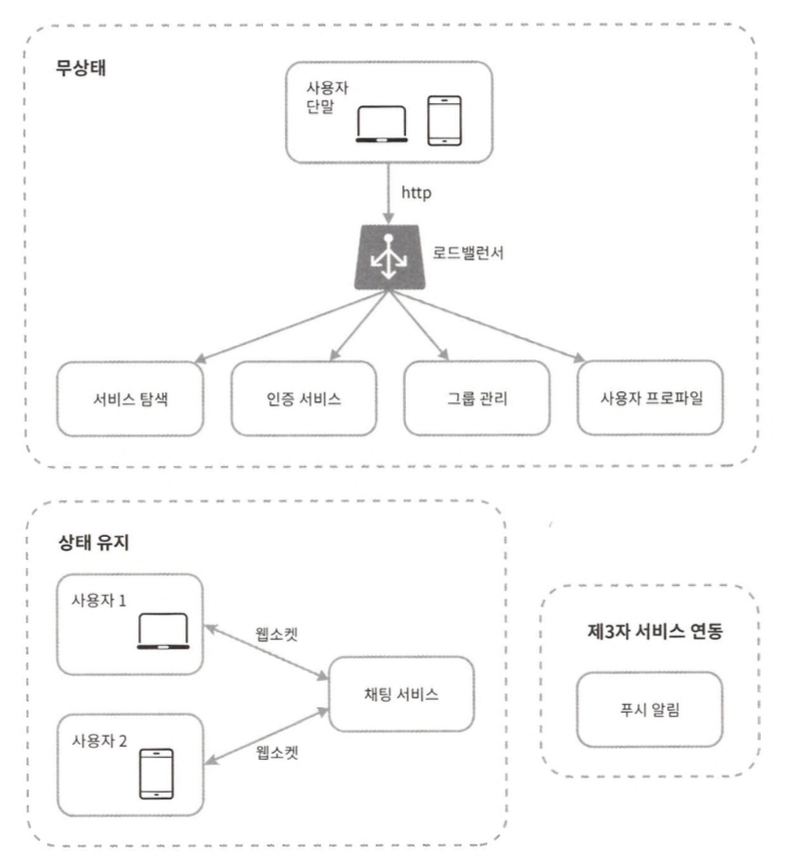 무상태
사용자
단말
http
로드밸런서
서비스 탐색
인증 서비스
그룹 관리
사용자 프로파일
상태 유지
사용자 1
웹소켓
채팅 서비스
사용자 2
웹소켓
제3자 서비스 연동
푸시 알림